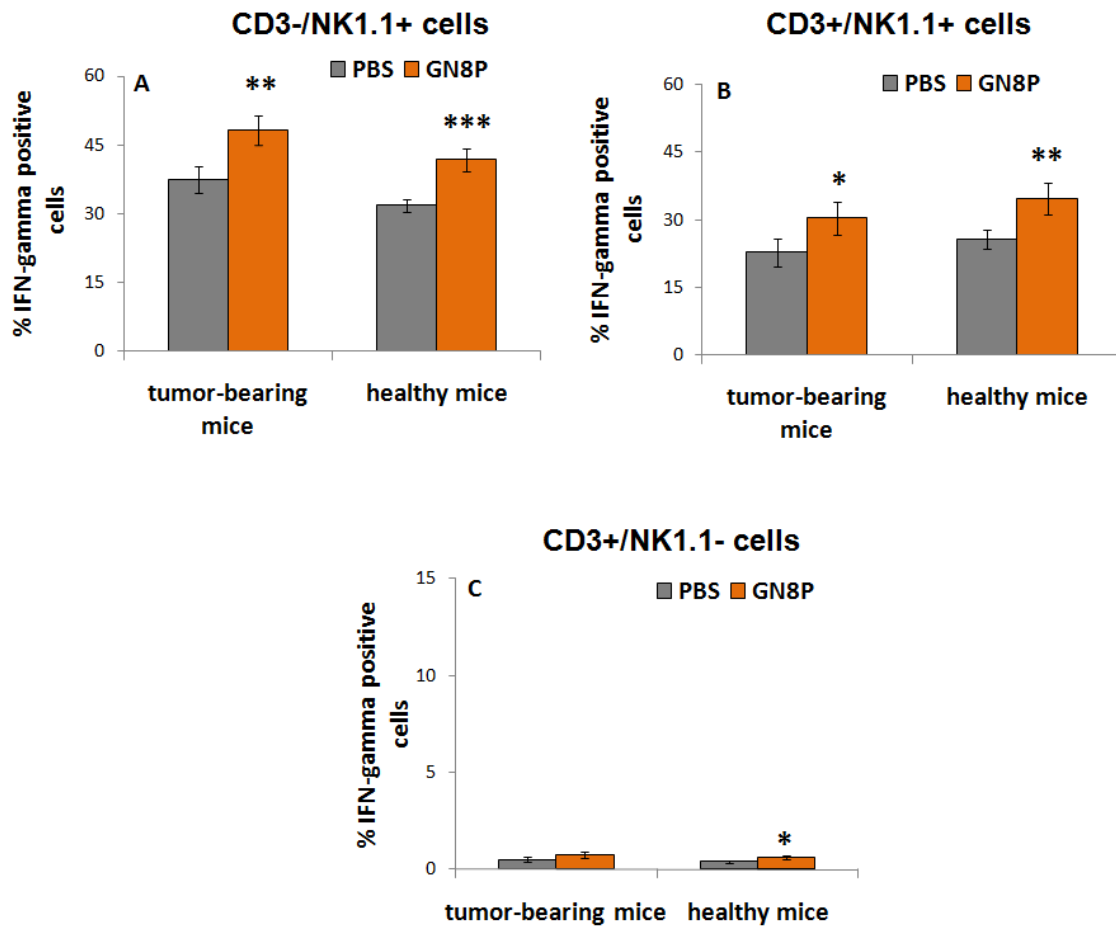 CD3-/NK1.1+ cells
A
PBS GN8P
% IFN-gamma positive
cells
60
45
30
15
0
**
***
tumor-bearing
mice
healthy mice
CD3+/NK1.1+ cells
B
PBS GN8P
% IFN-gamma positive
cells
60
45
30
15
0
*
**
tumor-bearing
mice
healthy mice
CD3+/NK1.1- cells
C
PBS GN8P
% IFN-gamma positive
cells
15
10
5
0
*
tumor-bearing mice
healthy mice